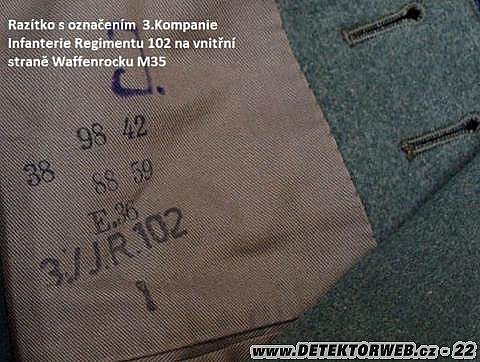 Razítko s označením 3.Kompanie
Infanterie Regimentu 102 na vnitřní
straně Waffenrocku M35
J.
98 42
38
88 59
E.36
3./J.R.102
www.DETEKTORWEB.cz - 22